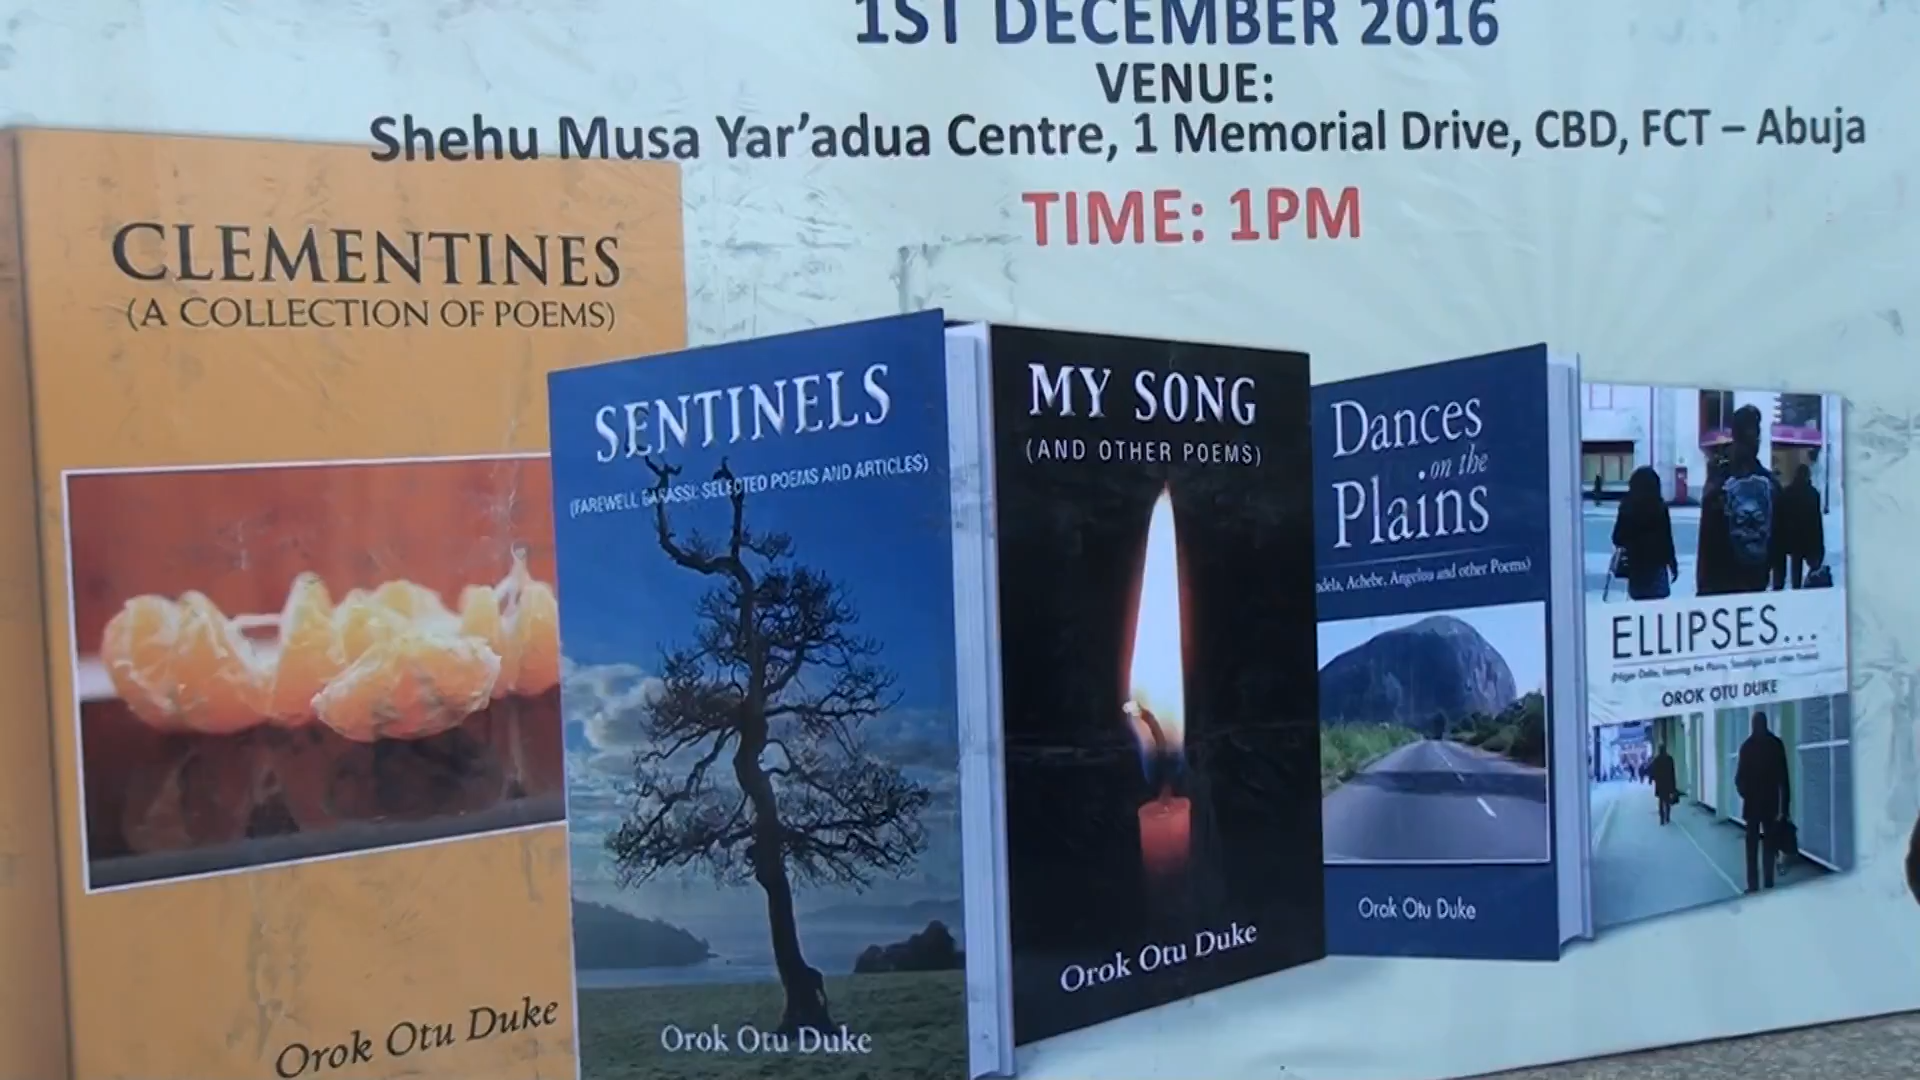 1ST DECEMBER 2016
VENUE:
Shehu Musa Yar’adua Centre, 1 Memorial Drive, CBD, FCT – Abuja
TIME: 1PM
CLEMENTINES
(A COLLECTION OF POEMS)
Orok Otu Duke
SENTINELS
(FAREWELL BAKASSI: SELECTED POEMS AND ARTICLES)
Orok Otu Duke
MY SONG
(AND OTHER POEMS)
Orok Otu Duke
Dances
on the
Plains
Achebe, Angelou and other Poems)
Orok Otu Duke
ELLIPSES...
OROK OTU DUKE